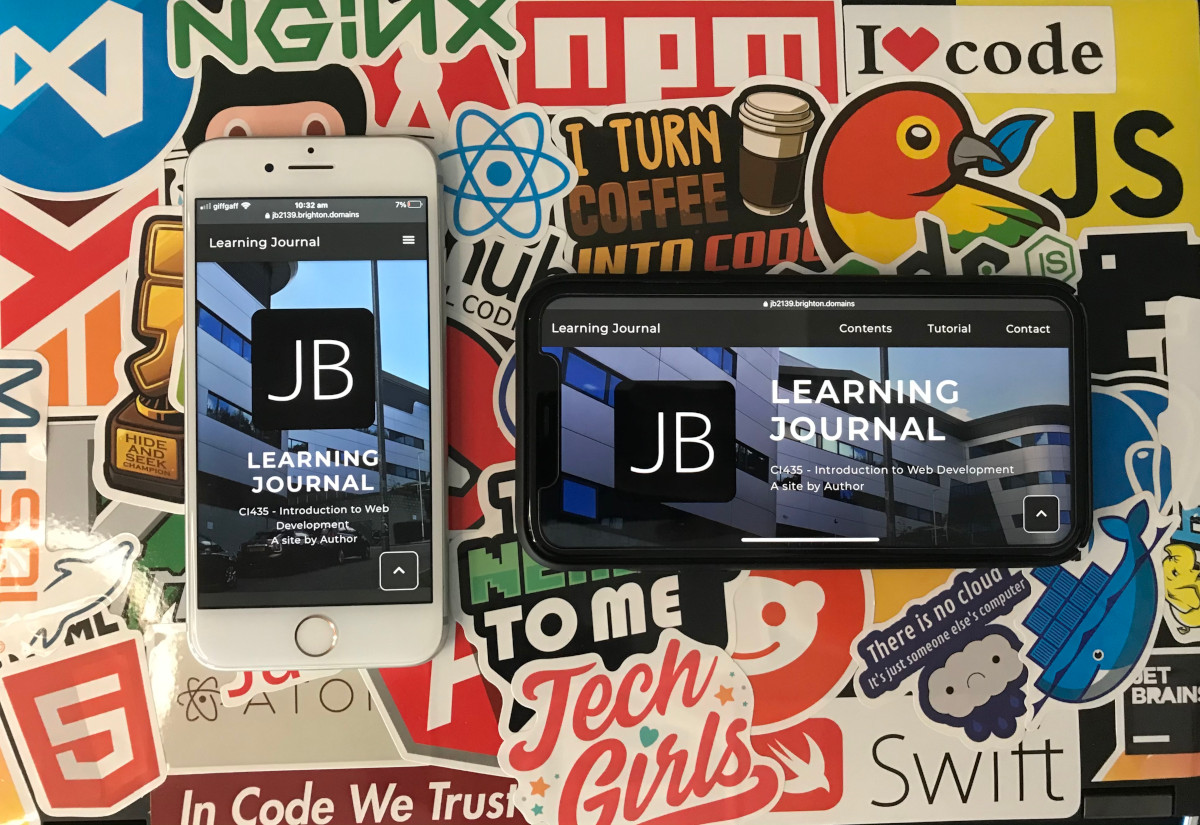 NGiNX
npm
I code
JS
I TURN
COFFEE
INTO CODE
JS
giffgaff
10:32 am
7%
jb2139.brighton.domains
Learning Journal
JB
LEARNING
JOURNAL
CI435 - Introduction to Web
Development
A site by Author
jb2139.brighton.domains
Learning Journal
Contents
Tutorial
Contact
JB
LEARNING
JOURNAL
CI435 - Introduction to Web Development
A site by Author
HIDE
AND
SEEK
CHAMPION
TO ME
There is no cloud
It's just someone else's computer
JET
BRAINS
Tech
Girls
Swift
5
In Code We Trust